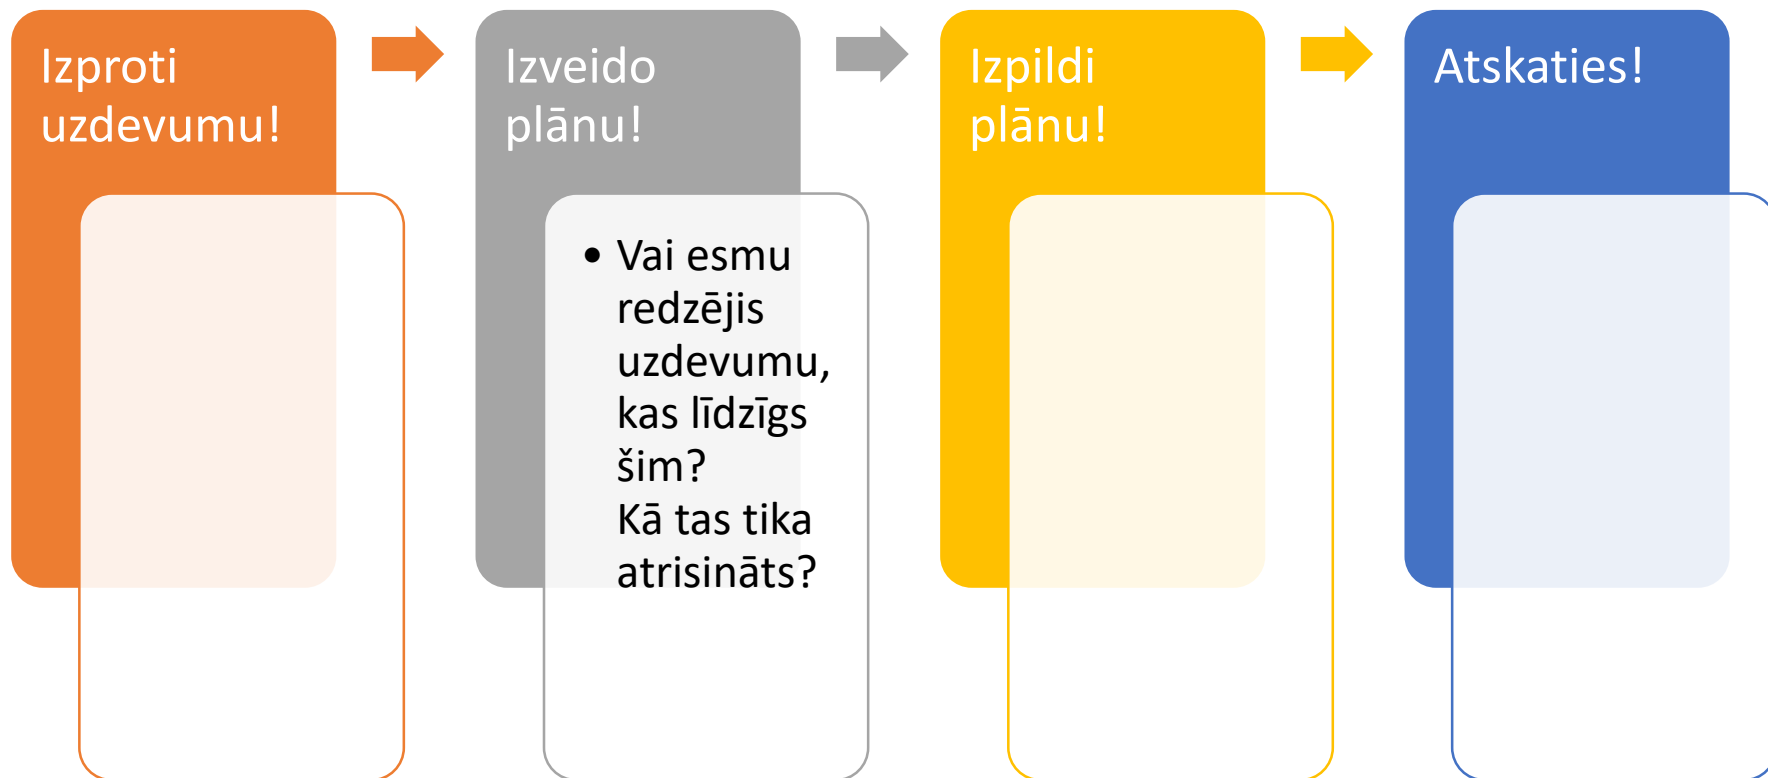 Izproti
uzdevumu!
Izveido
plānu!
• Vai esmu
redzējis
uzdevumu,
kas līdzīgs
šim?
Kā tas tika
atrisināts?
Izpildi
plānu!
Atskaties!